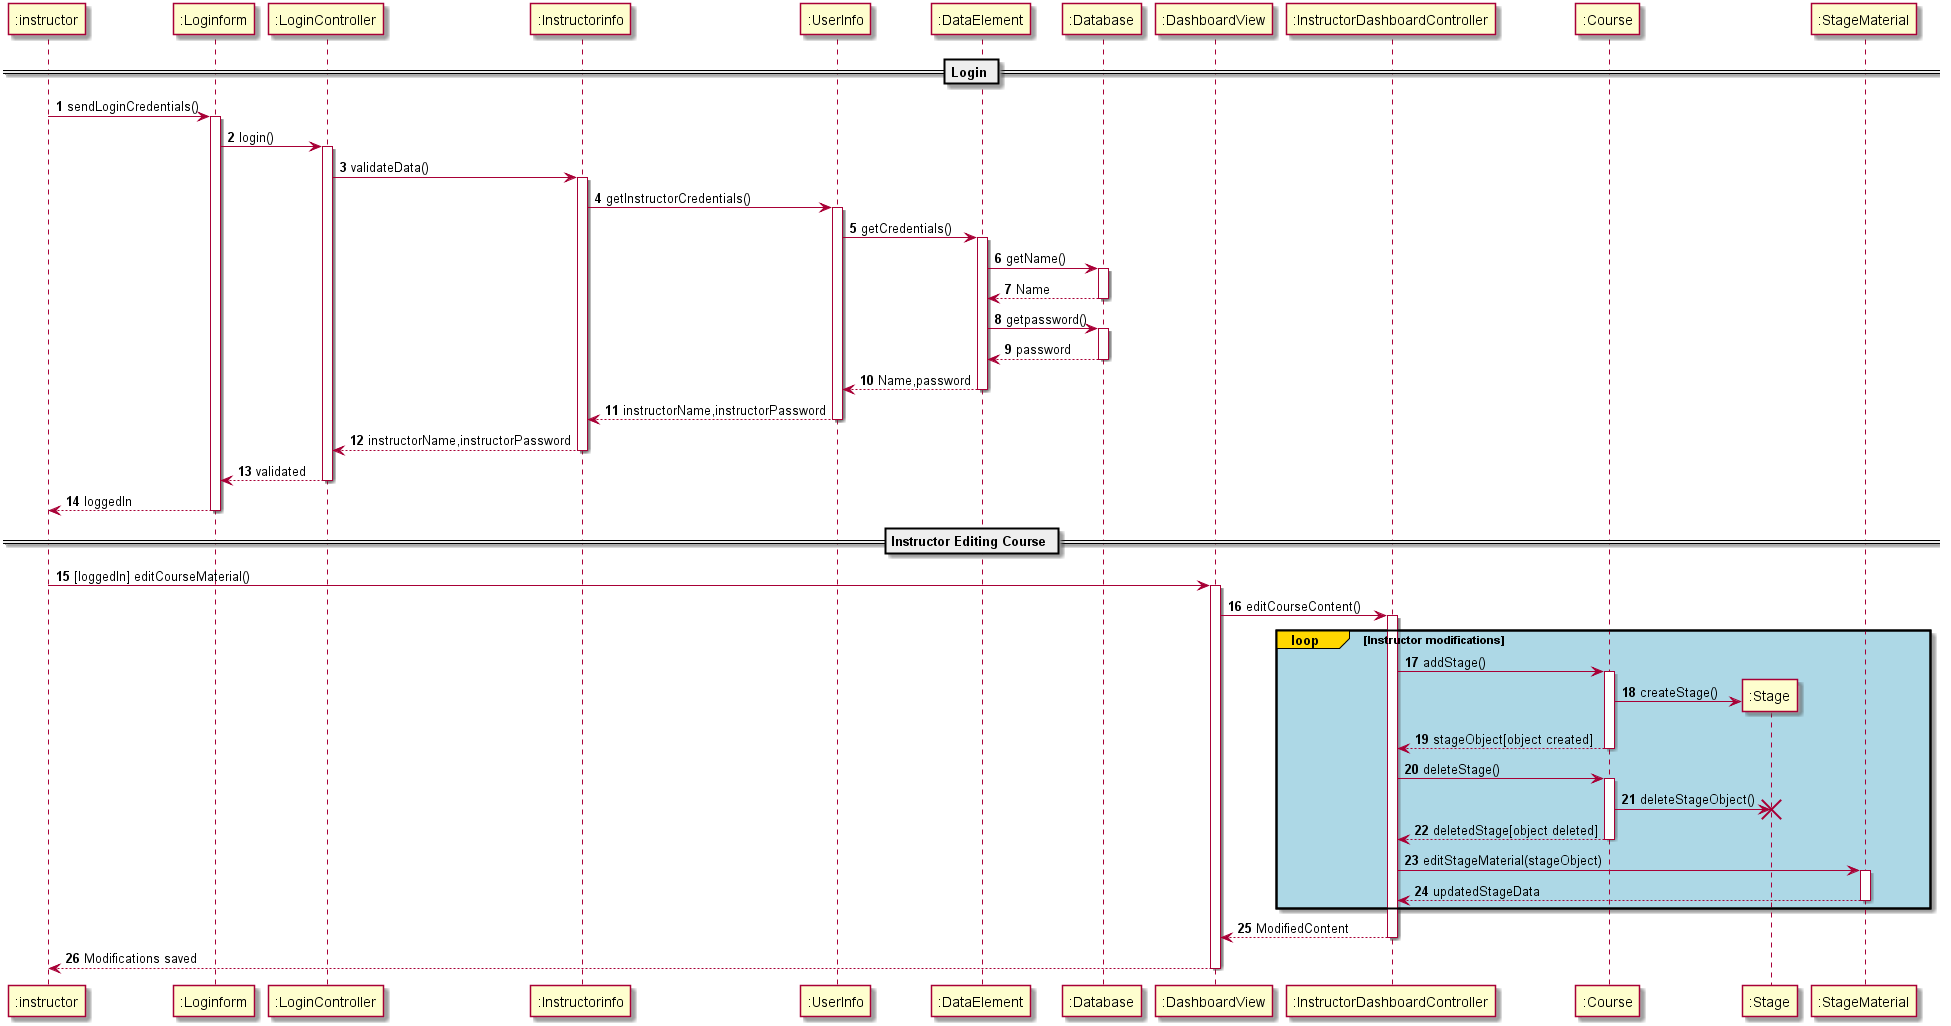 :instructor
:Loginform
:LoginController
:Instructorinfo
:UserInfo
:DataElement
:Database
:DashboardView
:InstructorDashboardController
:Course
:StageMaterial
Login
1 sendLoginCredentials()
2 login()
3 validateData()
4 getInstructorCredentials()
5 getCredentials()
6 getName()
7 Name
8 getpassword()
9 password
10 Name,password
11 instructorName,instructorPassword
12 instructorName,instructorPassword
13 validated
14 loggedIn
Instructor Editing Course
15 [loggedIn] editCourseMaterial()
16 editCourseContent()
loop [Instructor modifications]
17 addStage()
18 createStage()
:Stage
19 stageObject[object created]
20 deleteStage()
21 deleteStageObject()
22 deletedStage[object deleted]
23 editStageMaterial(stageObject)
24 updatedStageData
25 ModifiedContent
26 Modifications saved
:instructor
:Loginform
:LoginController
:Instructorinfo
:UserInfo
:DataElement
:Database
:DashboardView
:InstructorDashboardController
:Course
:Stage
:StageMaterial